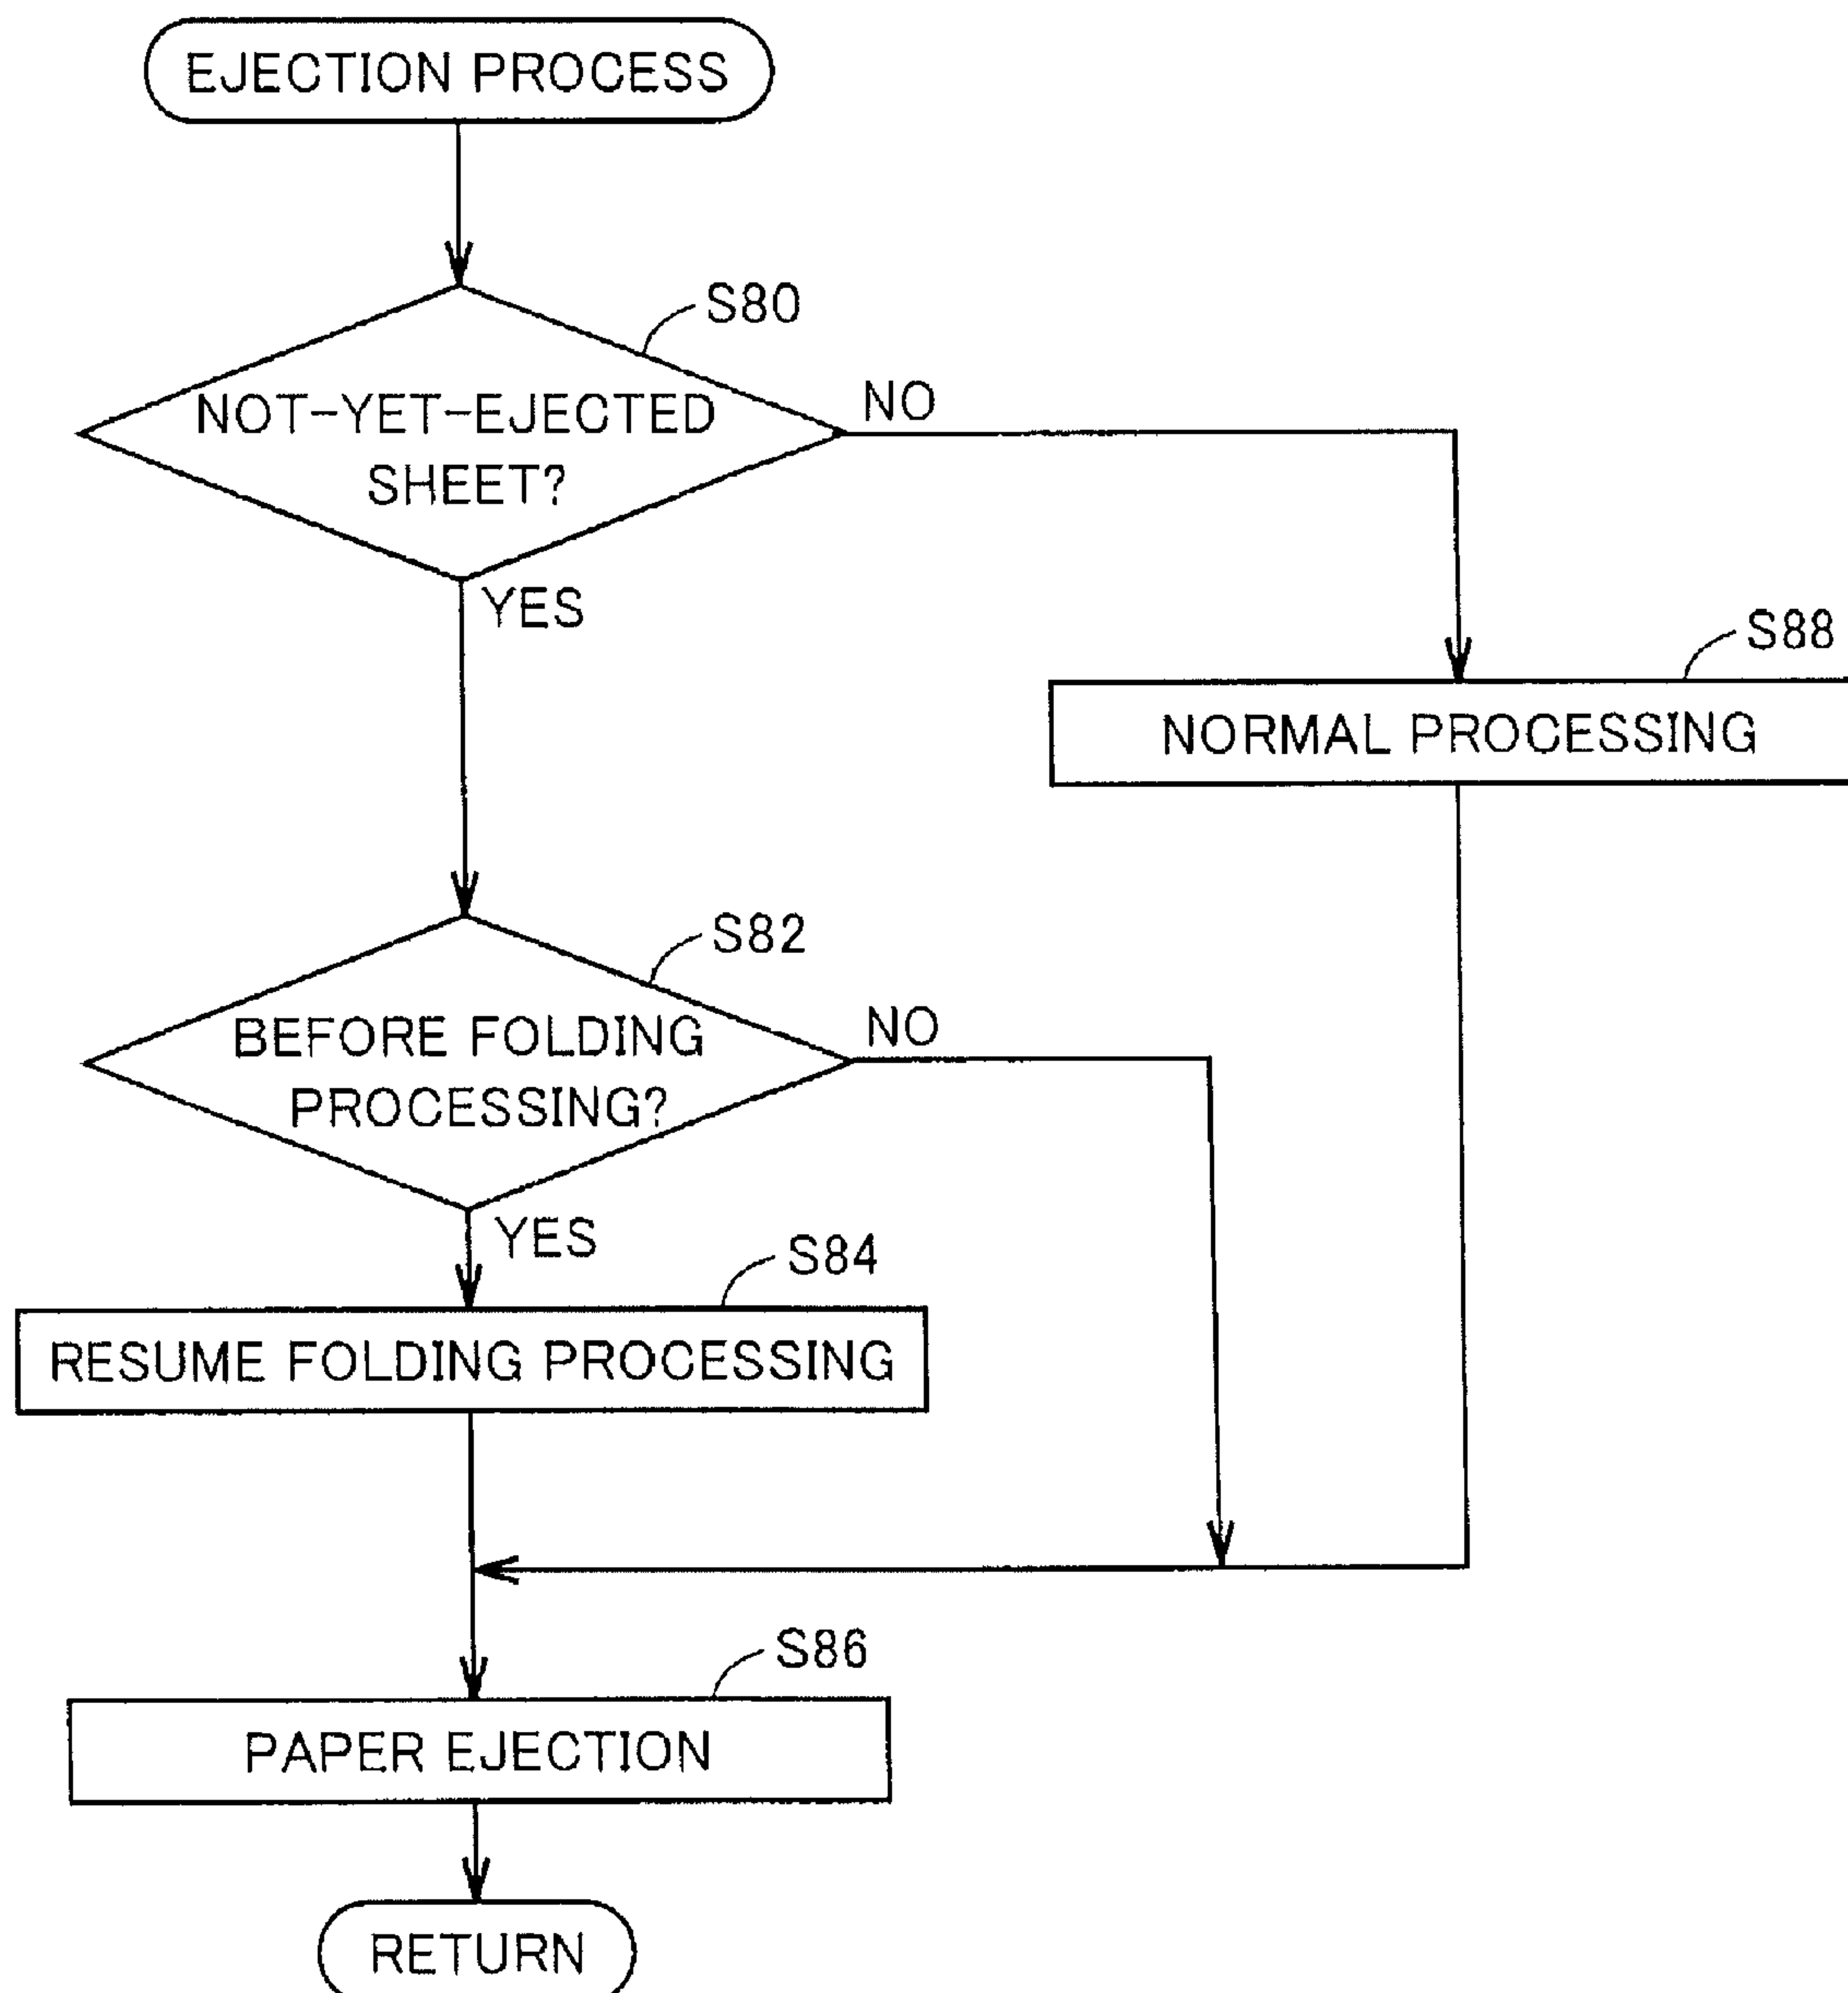 EJECTION PROCESS
S80
NOT-YET-EJECTED
SHEET?
NO
YES
S88
NORMAL PROCESSING
S82
BEFORE FOLDING
PROCESSING?
NO
YES
S84
RESUME FOLDING PROCESSING
S86
PAPER EJECTION
RETURN